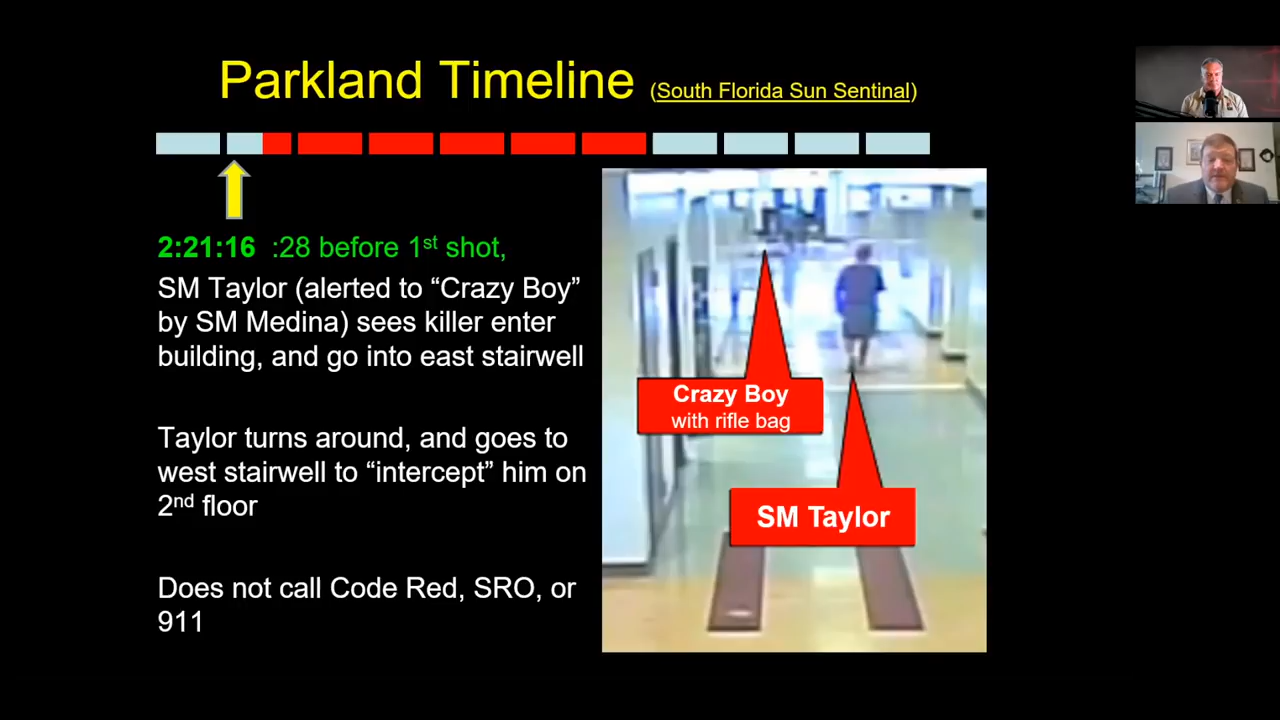 Parkland Timeline (South Florida Sun Sentinal)
2:21:16 :28 before 1st shot,
SM Taylor (alerted to “Crazy Boy”
by SM Medina) sees killer enter
building, and go into east stairwell
Taylor turns around, and goes to
west stairwell to “intercept” him on
2nd floor
Does not call Code Red, SRO, or
911
Crazy Boy
with rifle bag
SM Taylor